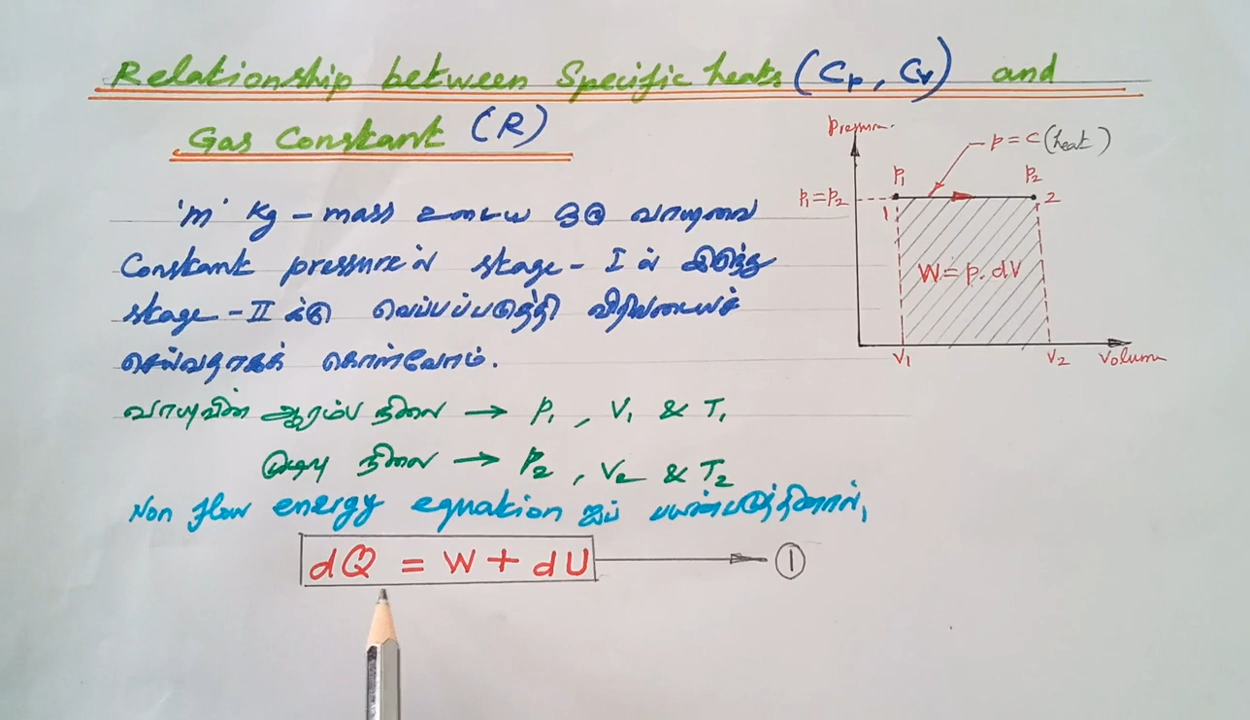 Relationship between Specific heats (Cp, Cv) and
Gas Constant (R)
'm' kg - mass உடைய ஒரு வாயுவை
Constant pressureல் stage - I ல் இருந்து
stage - II க்கு வெப்பப்படுத்தி விரிவடையச்
செய்வதாகக் கொள்வோம்.
வாயுவின் ஆரம்ப நிலை → P₁, V₁ & T₁
முடிவு நிலை → P₂, V₂ & T₂
Non flow energy equation ஐப் பயன்படுத்தினால்,
dQ = W + dU → ①
Pressure.
p = C (heat)
P₁ P₂
P₁=P₂
1 2
W = p. dV
V₁ V₂ Volume